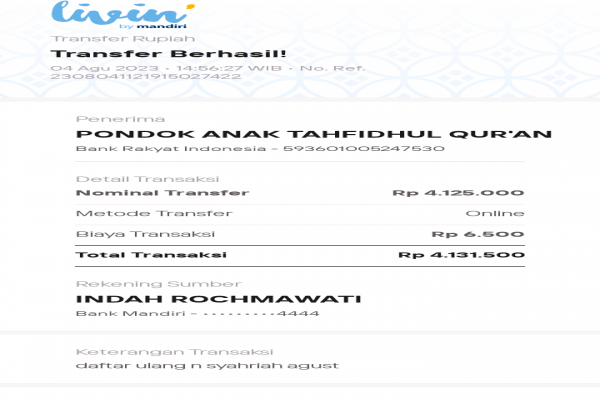 livin'
by mandiri
Transfer Rupiah
Transfer Berhasil!
04 Agu 2023 • 14:56:27 WIB • No. Ref.
2308041121915027422
Penerima
PONDOK ANAK TAHFIDHUL QUR'AN
Bank Rakyat Indonesia - 593601005247530
Detail Transaksi
Nominal Transfer Rp 4.125.000
Metode Transfer Online
Biaya Transaksi Rp 6.500
Total Transaksi Rp 4.131.500
Rekening Sumber
INDAH ROCHMAWATI
Bank Mandiri - •••••••••4444
Keterangan Transaksi
daftar ulang n syahriah agust